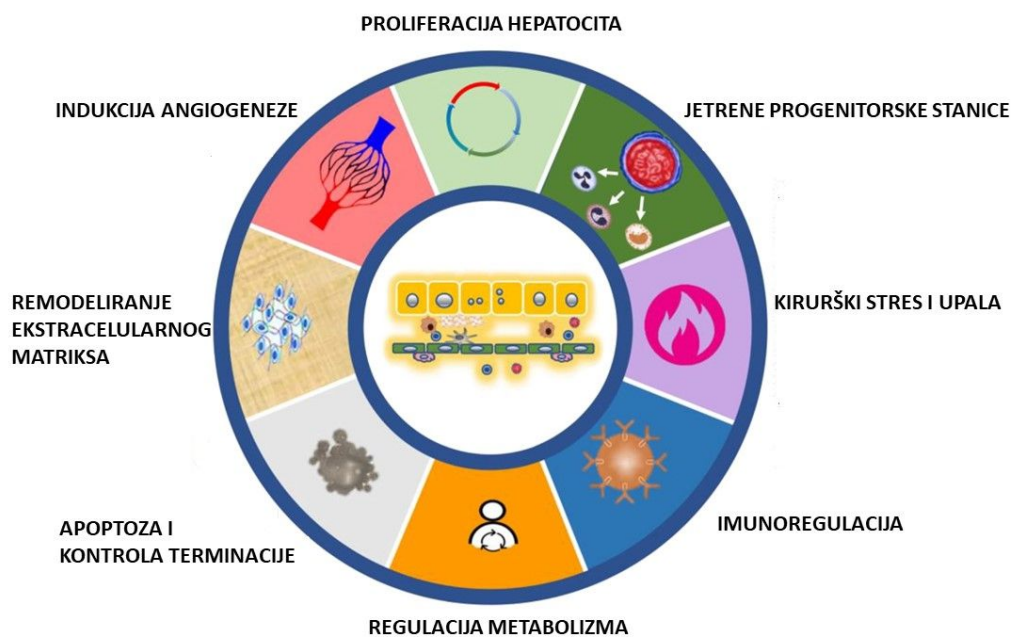 PROLIFERACIJA HEPATOCITA
INDUKCIJA ANGIOGENEZE
JETRENE PROGENITORSKE STANICE
REMODELIRANJE
EKSTRACELULARNOG
MATRIKSA
KIRURŠKI STRES I UPALA
APOPTOZA I
KONTROLA TERMINACIJE
IMUNOREGULACIJA
REGULACIJA METABOLIZMA